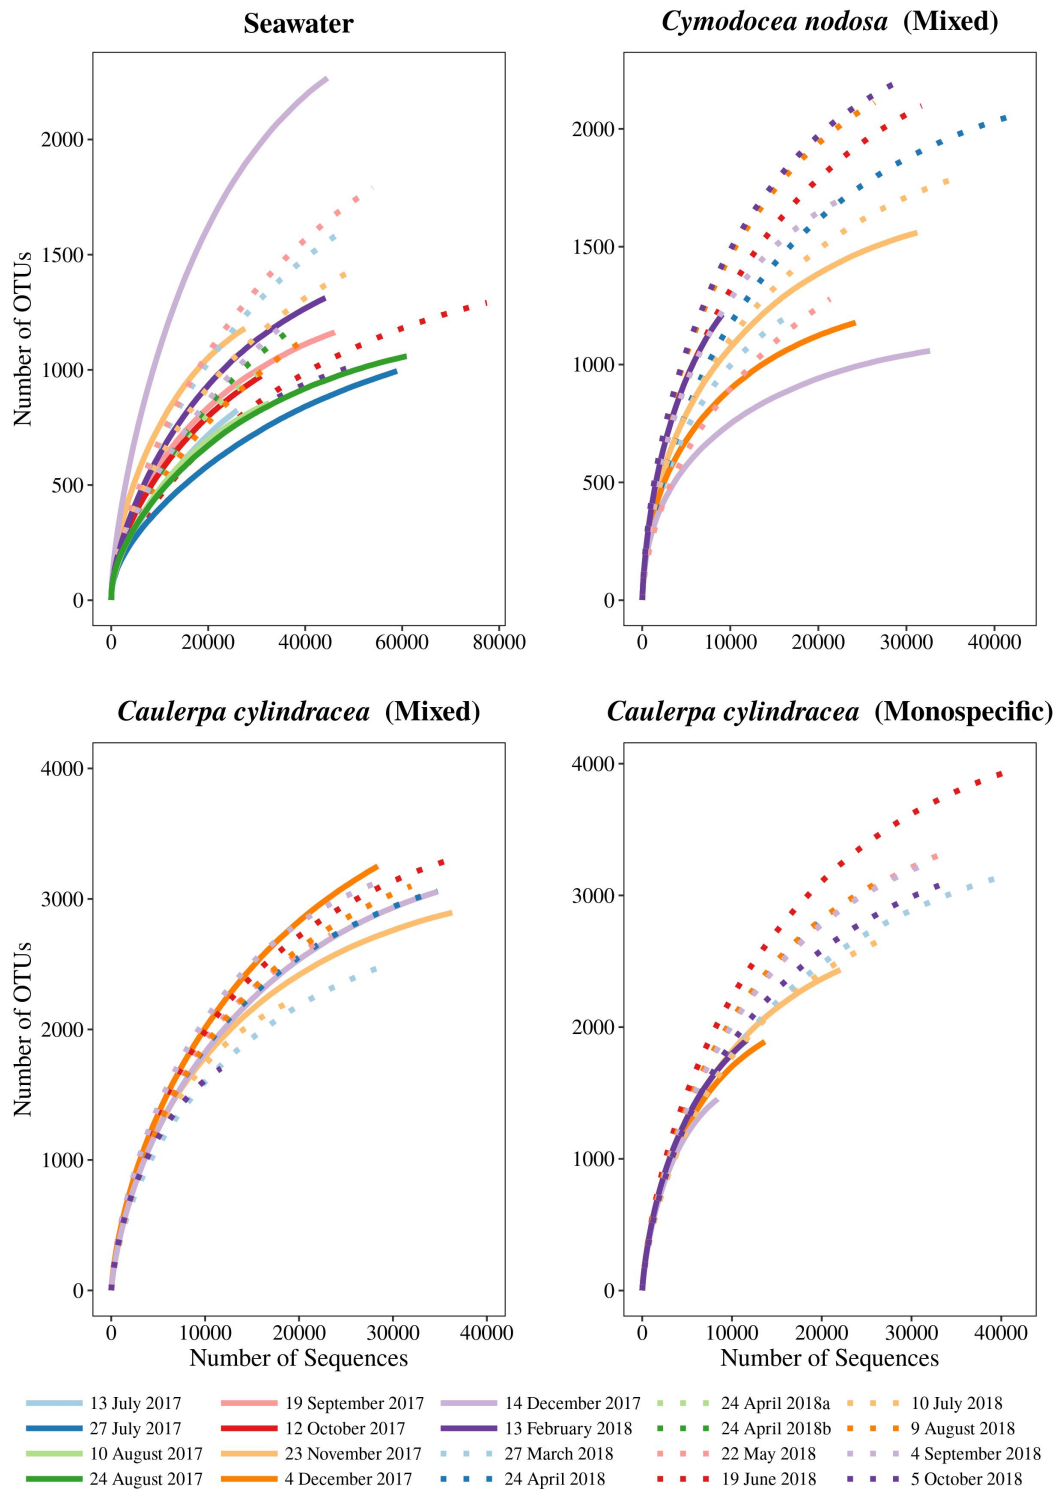 Seawater
Cymodocea nodosa (Mixed)
Number of OTUs
2000
1500
1000
500
0
0 20000 40000 60000 80000
2000
1500
1000
500
0
0 10000 20000 30000 40000
Caulerpa cylindracea (Mixed)
Caulerpa cylindracea (Monospecific)
Number of OTUs
4000
3000
2000
1000
0
0 10000 20000 30000 40000
Number of Sequences
4000
3000
2000
1000
0
0 10000 20000 30000 40000
Number of Sequences
13 July 2017
27 July 2017
10 August 2017
24 August 2017
19 September 2017
12 October 2017
23 November 2017
4 December 2017
14 December 2017
13 February 2018
27 March 2018
24 April 2018
24 April 2018a
24 April 2018b
22 May 2018
19 June 2018
10 July 2018
9 August 2018
4 September 2018
5 October 2018